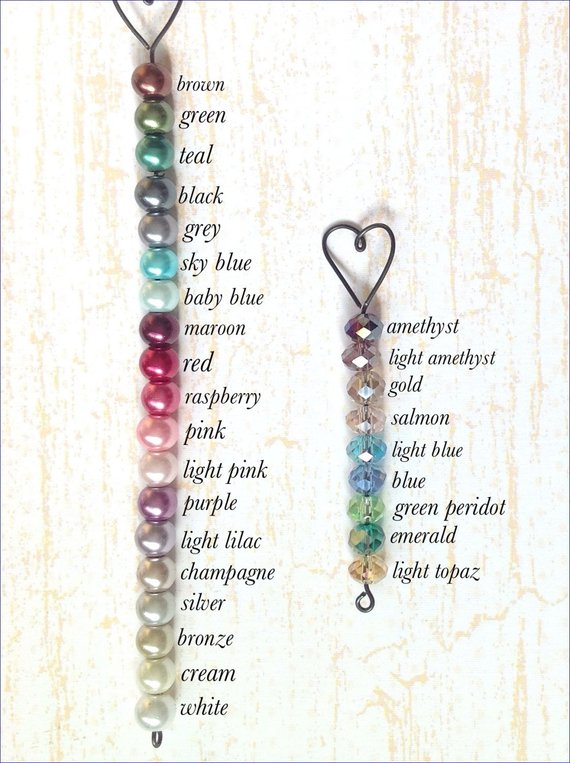 brown
green
teal
black
grey
sky blue
baby blue
maroon
red
raspberry
pink
light pink
purple
light lilac
champagne
silver
bronze
cream
white
amethyst
light amethyst
gold
salmon
light blue
blue
green peridot
emerald
light topaz